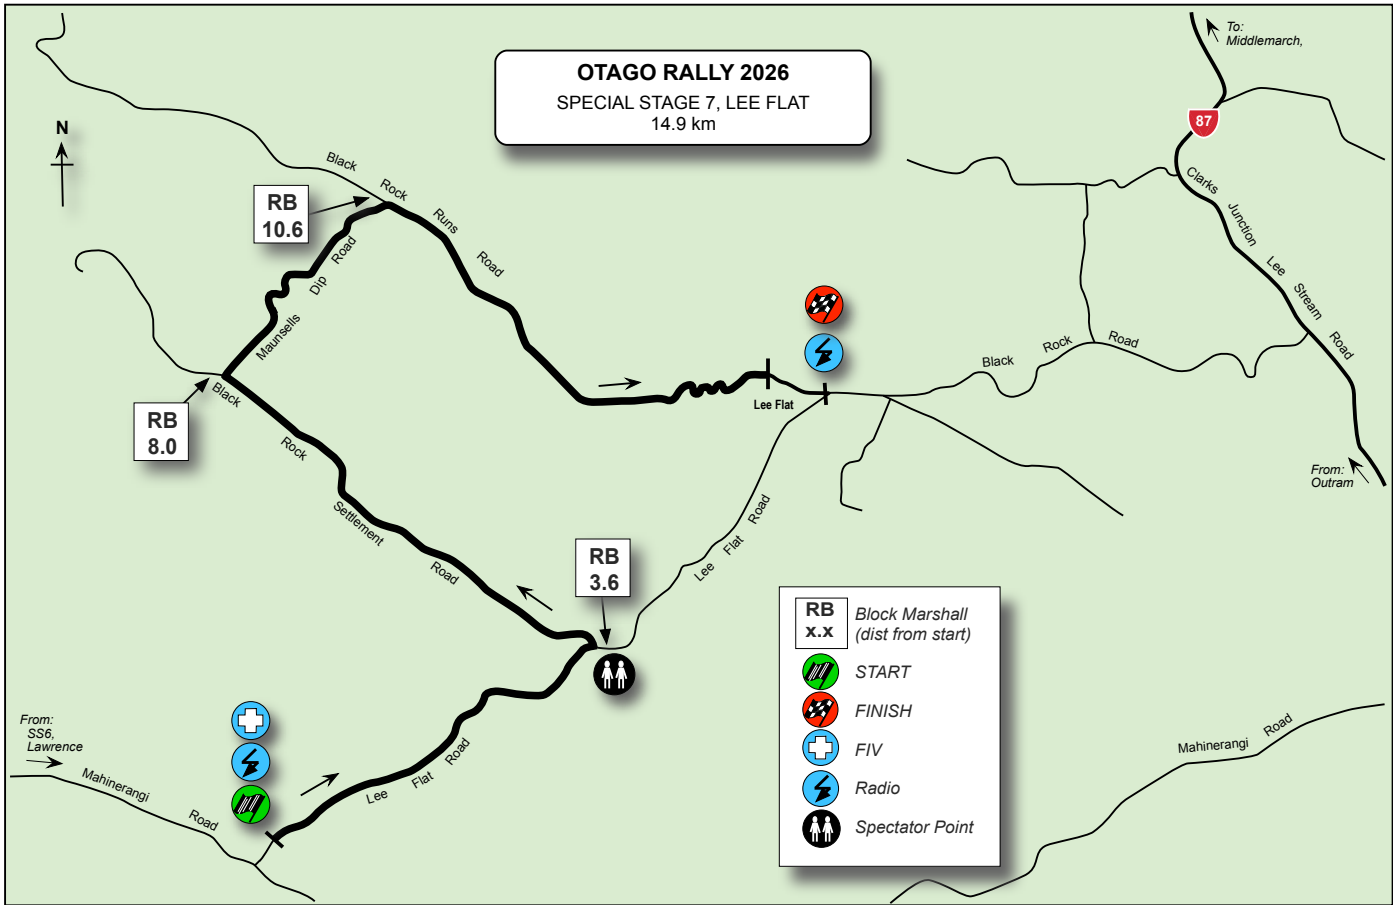 To:
Middlemarch,
OTAGO RALLY 2026
SPECIAL STAGE 7, LEE FLAT
14.9 km
87
N
Black Rock Runs Road
RB
10.6
Clarks Junction Lee Stream Road
Maunsells Dip Road
Black Rock Road
Lee Flat
RB
8.0
Black Rock Settlement Road
From:
Outram
Lee Flat Road
RB
3.6
RB
x.x
Block Marshall
(dist from start)
START
FINISH
FIV
Radio
Spectator Point
From:
SS6,
Lawrence
Mahinerangi Road
Lee Flat Road
Mahinerangi Road